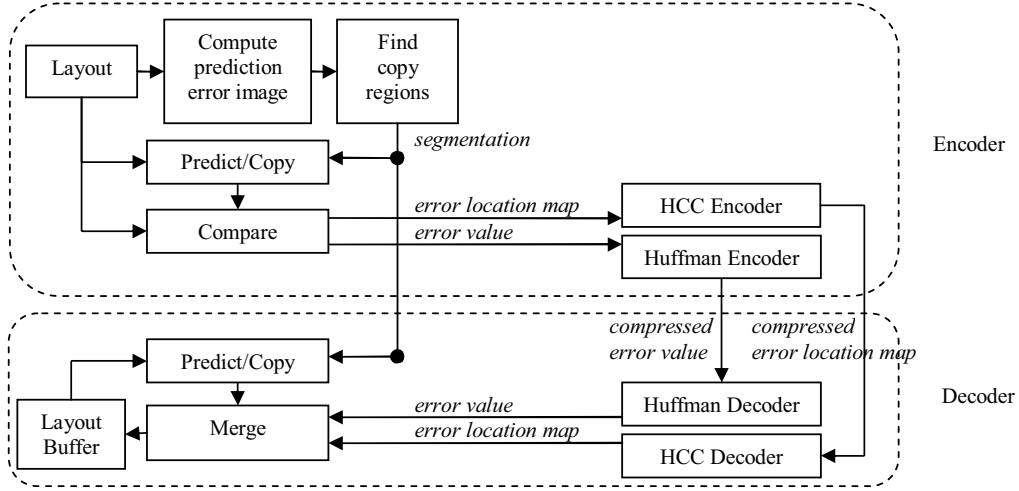 Layout
Compute
prediction
error image
Find
copy
regions
segmentation
Encoder
Predict/Copy
error location map
HCC Encoder
Compare
error value
Huffman Encoder
compressed
error value
compressed
error location map
Predict/Copy
Decoder
Layout
Buffer
Merge
error value
Huffman Decoder
error location map
HCC Decoder